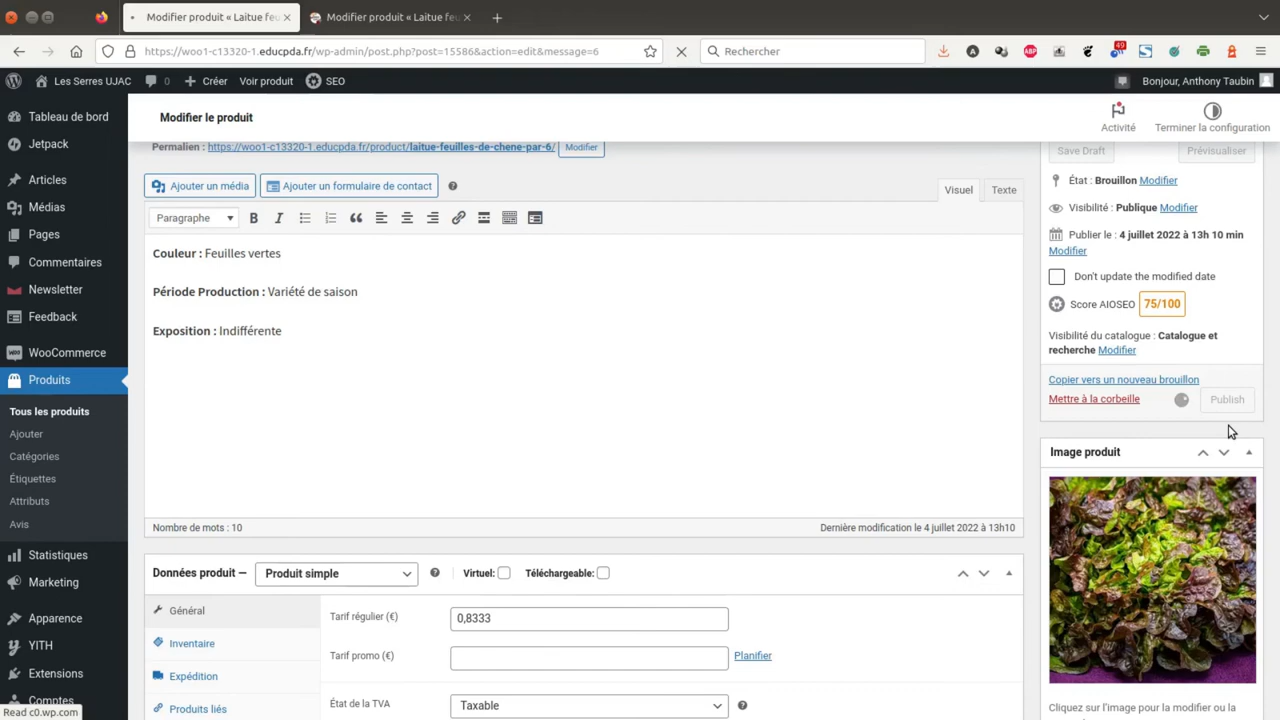 Modifier produit « Laitue feu
Modifier produit « Laitue feu
https://woo1-c13320-1.educpda.fr/wp-admin/post.php?post=15586&action=edit&message=6
Rechercher
ABP
49
Les Serres UJAC
0
Créer
Voir produit
SEO
Bonjour, Anthony Taubin
Modifier le produit
Activité
Terminer la configuration
Tableau de bord
Jetpack
Articles
Médias
Pages
Commentaires
Newsletter
Feedback
WooCommerce
Produits
Tous les produits
Ajouter
Catégories
Étiquettes
Attributs
Avis
Statistiques
Marketing
Apparence
YITH
Extensions
Comptes
Read c0.wp.com
Permalien : https://woo1-c13320-1.educpda.fr/product/laitue-feuilles-de-chene-par-6/ Modifier
Ajouter un média
Ajouter un formulaire de contact
Visuel
Texte
Paragraphe
Couleur : Feuilles vertes
Période Production : Variété de saison
Exposition : Indifférente
Nombre de mots : 10
Dernière modification le 4 juillet 2022 à 13h10
Données produit —
Produit simple
Virtuel:
Téléchargeable:
Général
Inventaire
Expédition
Produits liés
Tarif régulier (€)
0,8333
Tarif promo (€)
Planifier
État de la TVA
Taxable
Save Draft
Prévisualiser
État : Brouillon Modifier
Visibilité : Publique Modifier
Publier le : 4 juillet 2022 à 13h 10 min
Modifier
Don't update the modified date
Score AIOSEO 75/100
Visibilité du catalogue : Catalogue et
recherche Modifier
Copier vers un nouveau brouillon
Mettre à la corbeille
Publish
Image produit
Cliquez sur l'image pour la modifier ou la